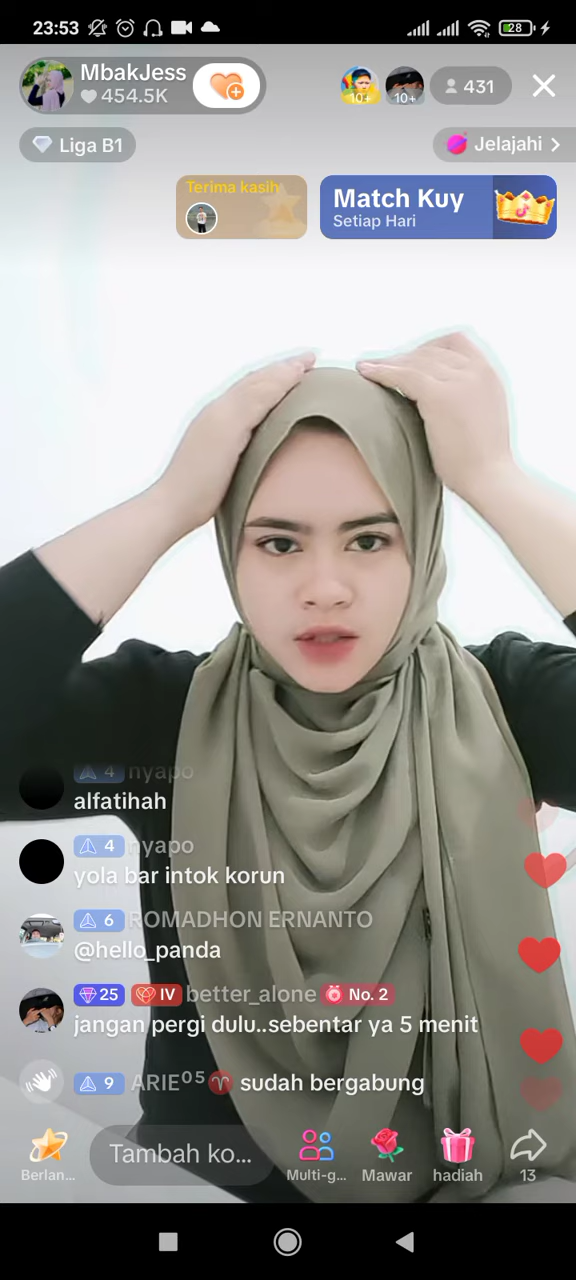 23:53
28
MbakJess
454.5K
10+
10+
431
Liga B1
Jelajahi
Terima kasih
Match Kuy
Setiap Hari
4 nyapo
alfatihah
4 nyapo
yola bar intok korun
6 ROMADHON ERNANTO
@hello_panda
25 IV better_alone No. 2
jangan pergi dulu..sebentar ya 5 menit
9 ARIE⁰⁵♈ sudah bergabung
Berlan...
Tambah ko...
Multi-g...
Mawar
hadiah
13